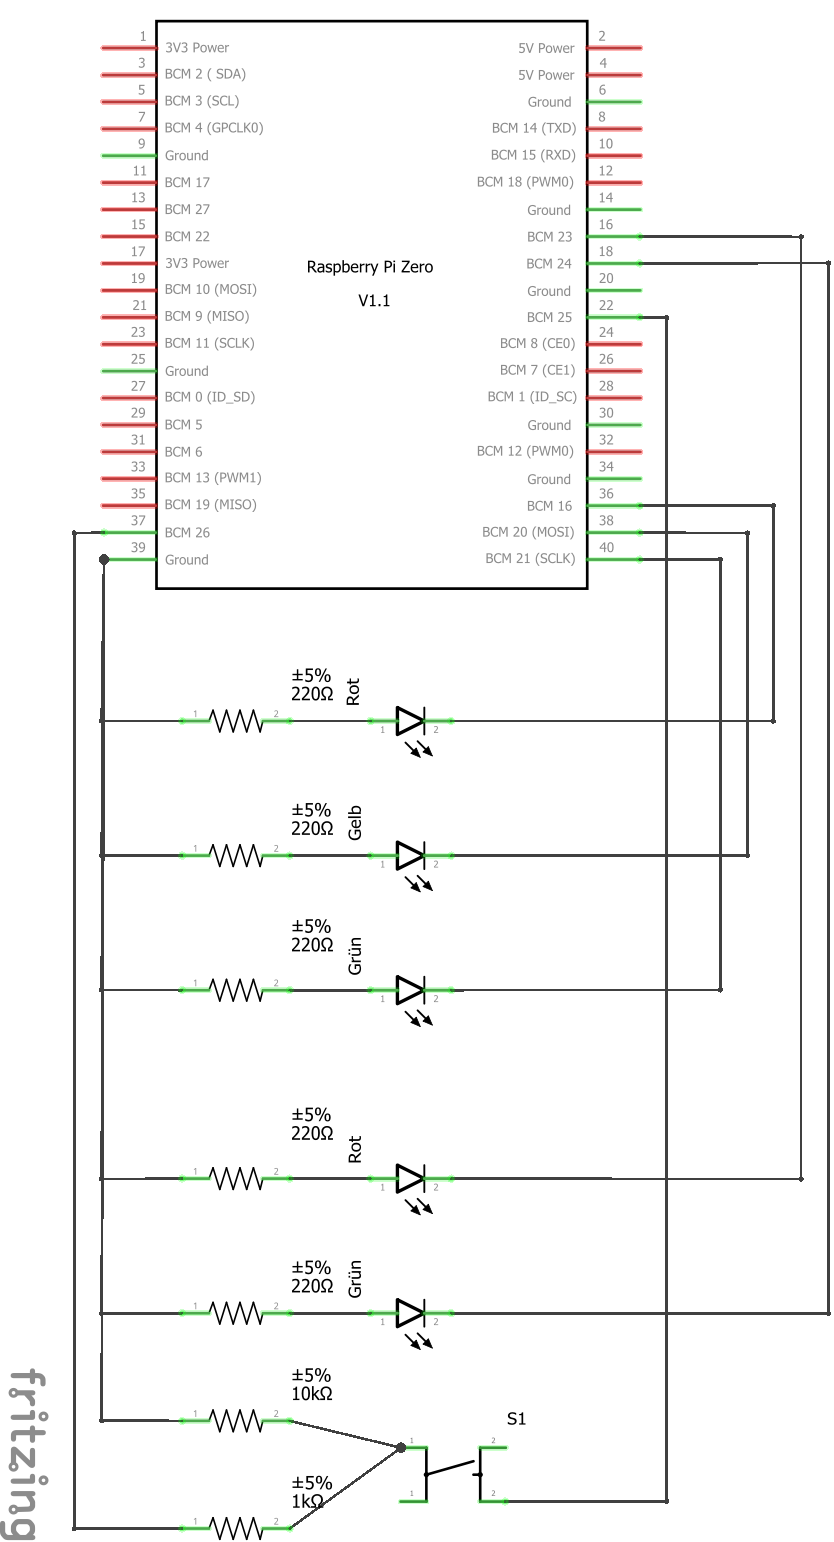 1 3V3 Power 5V Power 2
3 BCM 2 ( SDA) 5V Power 4
5 BCM 3 (SCL) Ground 6
7 BCM 4 (GPCLK0) BCM 14 (TXD) 8
9 Ground BCM 15 (RXD) 10
11 BCM 17 BCM 18 (PWM0) 12
13 BCM 27 Ground 14
15 BCM 22 BCM 23 16
17 3V3 Power BCM 24 18
Raspberry Pi Zero
V1.1
19 BCM 10 (MOSI) Ground 20
21 BCM 9 (MISO) BCM 25 22
23 BCM 11 (SCLK) BCM 8 (CE0) 24
25 Ground BCM 7 (CE1) 26
27 BCM 0 (ID_SD) BCM 1 (ID_SC) 28
29 BCM 5 Ground 30
31 BCM 6 BCM 12 (PWM0) 32
33 BCM 13 (PWM1) Ground 34
35 BCM 19 (MISO) BCM 16 36
37 BCM 26 BCM 20 (MOSI) 38
39 Ground BCM 21 (SCLK) 40
±5%
220Ω
Rot
1 2 1 2
±5%
220Ω
Gelb
1 2 1 2
±5%
220Ω
Grün
1 2 1 2
±5%
220Ω
Rot
1 2 1 2
±5%
220Ω
Grün
1 2 1 2
±5%
10kΩ
1 2
S1
1 2
±5%
1kΩ
1 2
1 2
fritzing